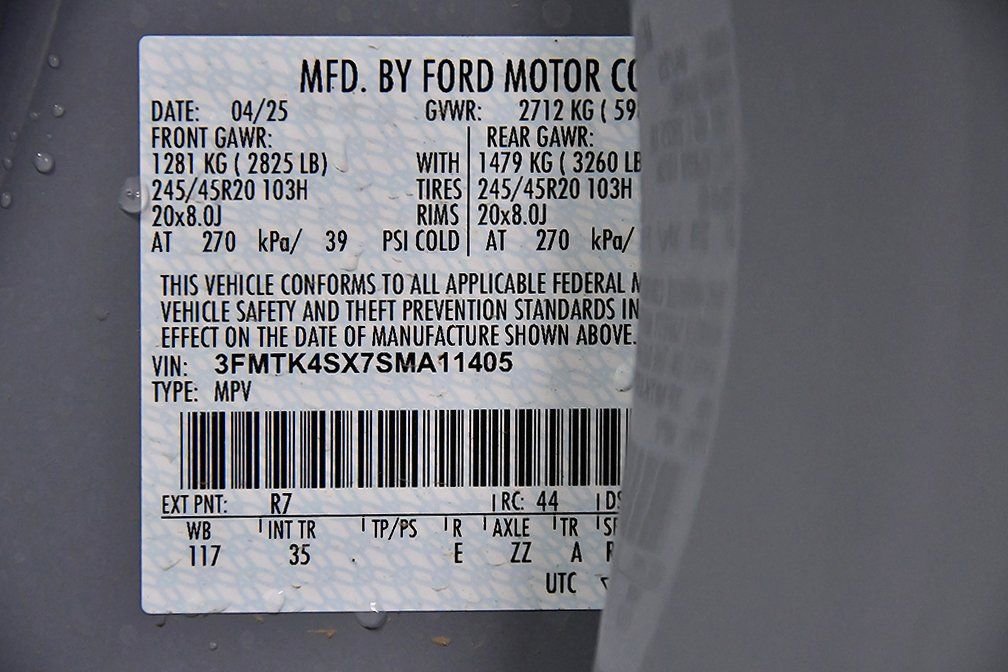 MFD. BY FORD MOTOR
DATE: 04/25 GVWR: 2712 KG (
FRONT GAWR: REAR GAWR:
1281 KG ( 2825 LB) WITH 1479 KG ( 3260
245/45R20 103H TIRES 245/45R20 103H
20x8.0J RIMS 20x8.0J
AT 270 kPa/ 39 PSI COLD AT 270 kPa/
THIS VEHICLE CONFORMS TO ALL APPLICABLE FEDERAL
VEHICLE SAFETY AND THEFT PREVENTION STANDARDS IN
EFFECT ON THE DATE OF MANUFACTURE SHOWN ABOVE.
VIN: 3FMTK4SX7SMA11405
TYPE: MPV
EXT PNT: R7 RC: 44
WB INT TR TP/PS R AXLE TR
117 35 E ZZ A
UTC